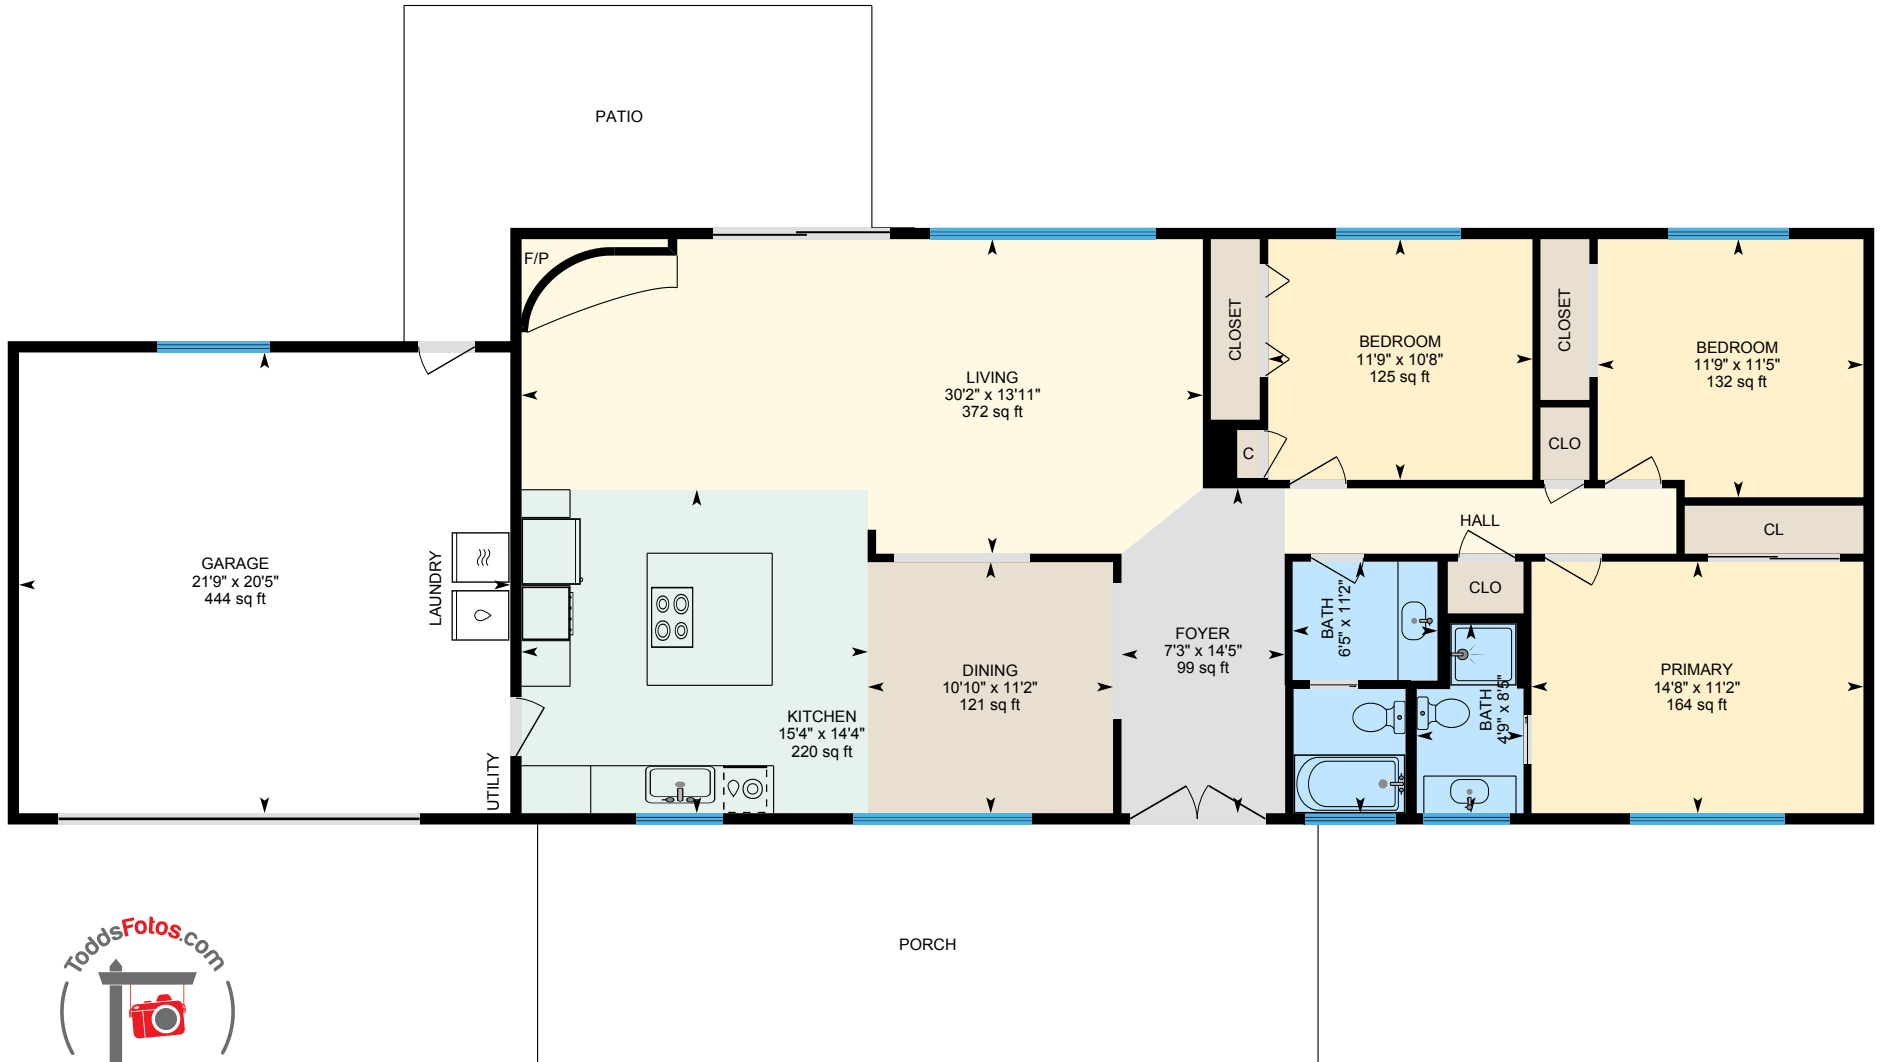 PATIO
F/P
CLOSET
BEDROOM
11'9" x 10'8"
125 sq ft
CLOSET
BEDROOM
11'9" x 11'5"
132 sq ft
LIVING
30'2" x 13'11"
372 sq ft
C
CLO
HALL
CL
GARAGE
21'9" x 20'5"
444 sq ft
LAUNDRY
UTILITY
KITCHEN
15'4" x 14'4"
220 sq ft
DINING
10'10" x 11'2"
121 sq ft
FOYER
7'3" x 14'5"
99 sq ft
BATH
6'5" x 11'2"
CLO
BATH
4'9" x 8'5"
PRIMARY
14'8" x 11'2"
164 sq ft
PORCH
ToddsFotos.com